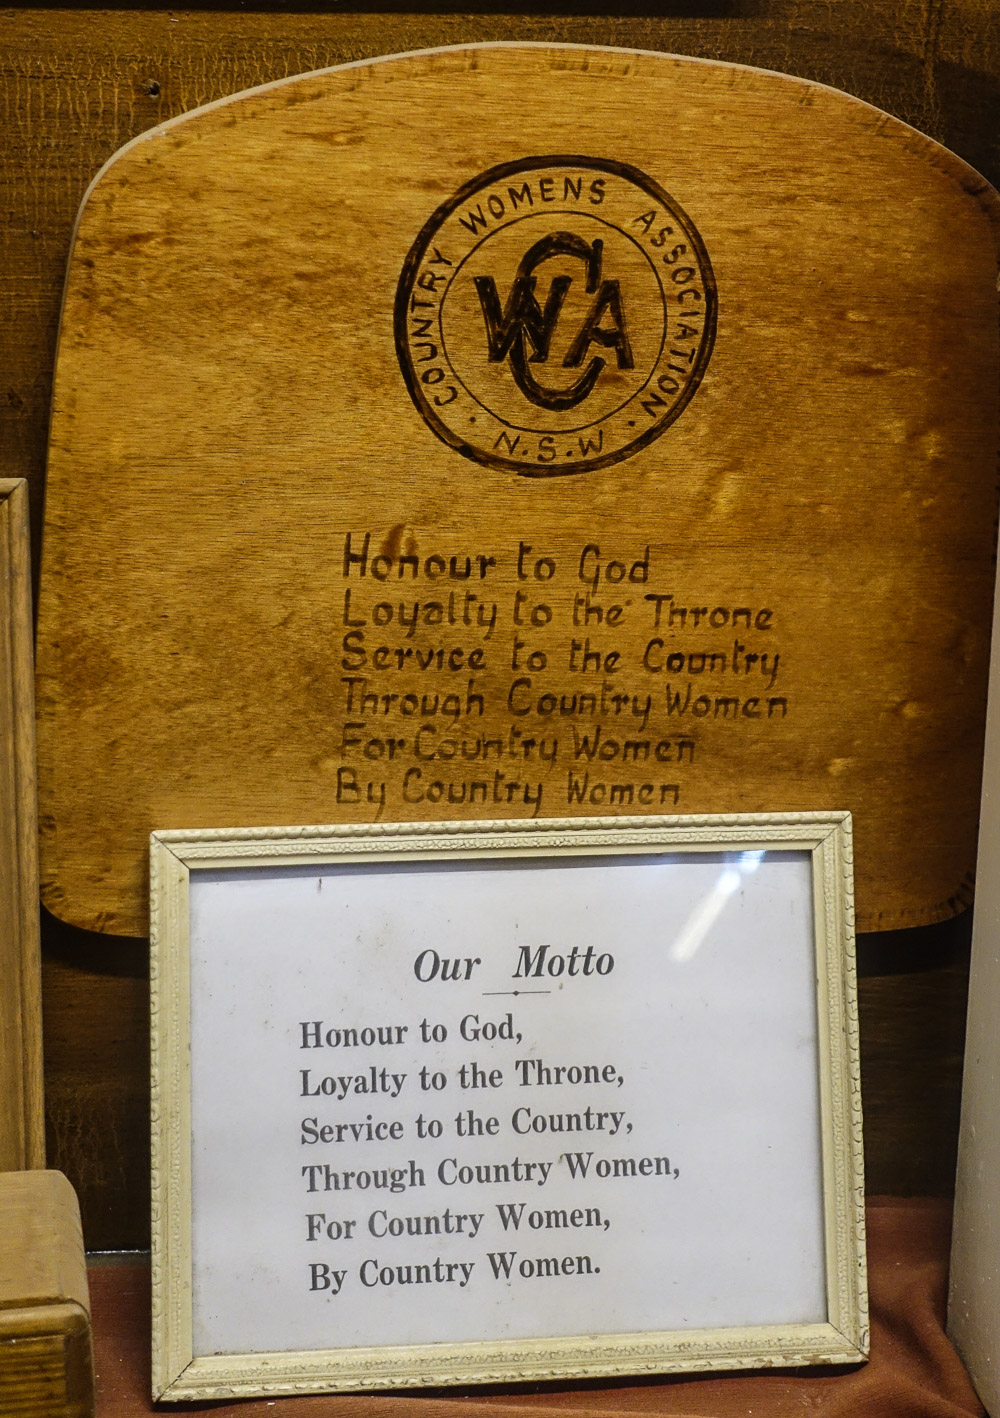 COUNTRY WOMENS ASSOCIATION
· N.S.W ·
CWA
Honour to God
Loyalty to the Throne
Service to the Country
Through Country Women
For Country Women
By Country Women
Our Motto
Honour to God,
Loyalty to the Throne,
Service to the Country,
Through Country Women,
For Country Women,
By Country Women.